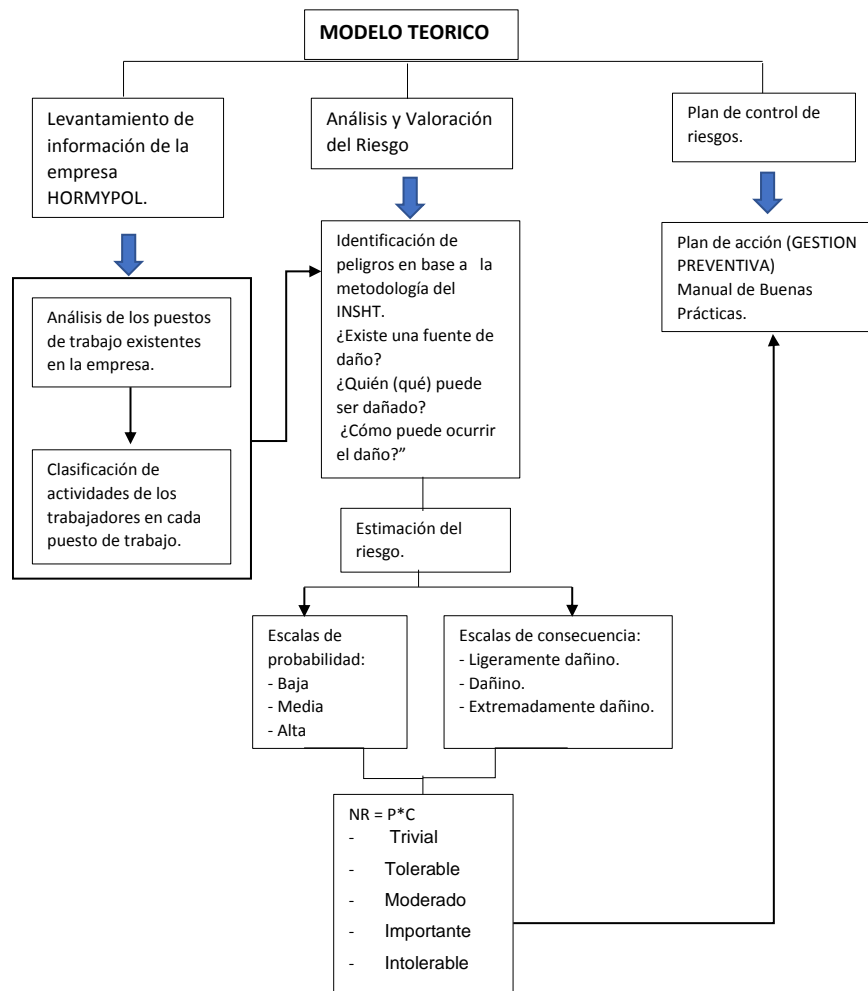 MODELO TEORICO
Levantamiento de
información de la
empresa
HORMYPOL.
Análisis de los puestos
de trabajo existentes
en la empresa.
Clasificación de
actividades de los
trabajadores en cada
puesto de trabajo.
Análisis y Valoración
del Riesgo
Identificación de
peligros en base a la
metodología del
INSHT.
¿Existe una fuente de
daño?
¿Quién (qué) puede
ser dañado?
¿Cómo puede ocurrir
el daño?”
Estimación del
riesgo.
Escalas de
probabilidad:
- Baja
- Media
- Alta
Escalas de consecuencia:
- Ligeramente dañino.
- Dañino.
- Extremadamente dañino.
NR = P*C
- Trivial
- Tolerable
- Moderado
- Importante
- Intolerable
Plan de control de
riesgos.
Plan de acción (GESTION
PREVENTIVA)
Manual de Buenas
Prácticas.